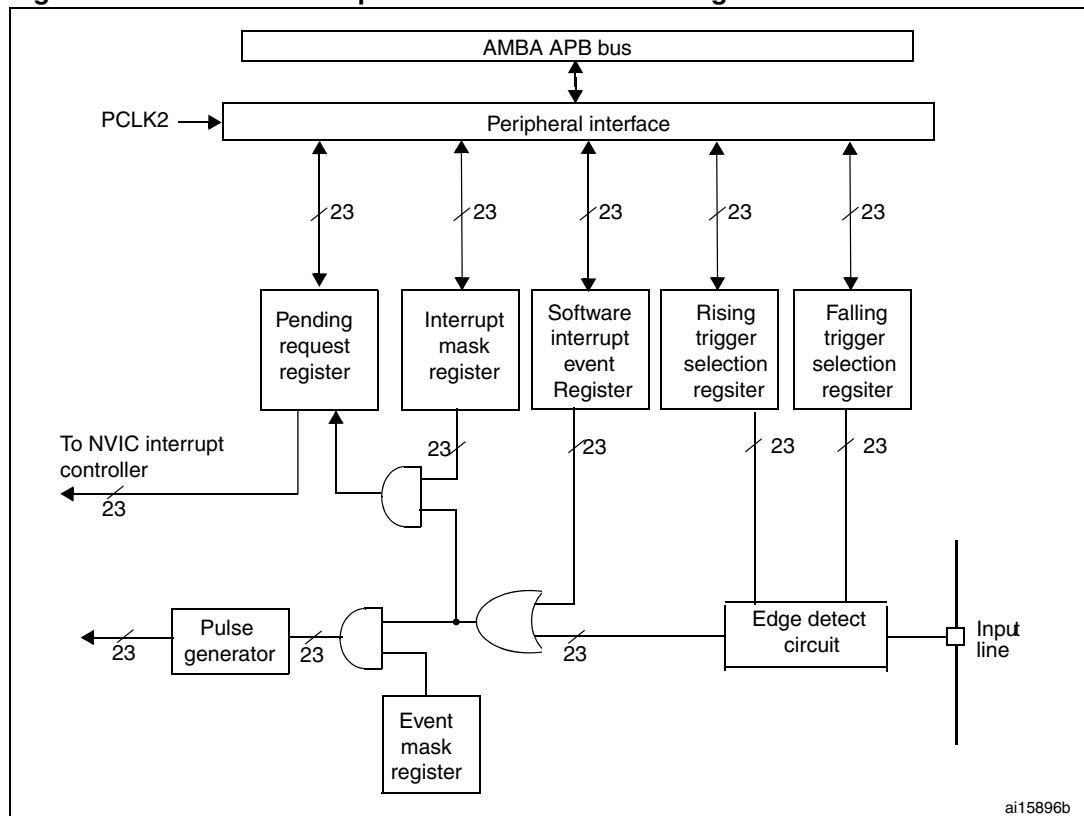 AMBA APB bus
PCLK2
Peripheral interface
23
23
23
23
23
Pending
request
register
Interrupt
mask
register
Software
interrupt
event
Register
Rising
trigger
selection
regsiter
Falling
trigger
selection
regsiter
To NVIC interrupt
controller
23
23
23
23
23
Pulse
generator
23
23
23
Edge detect
circuit
Input
line
Event
mask
register
ai15896b